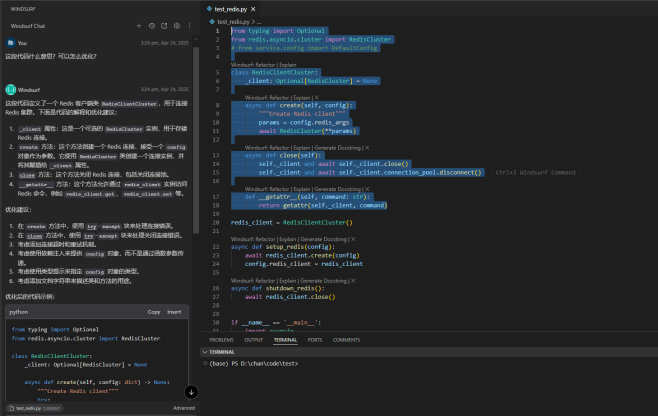 WINDSURF
Windsurf Chat
You
3:24 pm, Apr 24, 2025
这段代码什么意思？可以怎么优化？
Windsurf
3:24 pm, Apr 24, 2025
这段代码定义了一个 Redis 客户端类 RedisClientCluster，用于连接
Redis 集群。下面是代码的解释和优化建议：
1. _client 属性：这是一个可选的 RedisCluster 实例，用于存储
Redis 连接。
2. create 方法：这个方法创建一个 Redis 连接，接受一个 config
对象作为参数。它使用 RedisCluster 类创建一个连接实例，并
将其赋值给 _client 属性。
3. close 方法：这个方法关闭 Redis 连接，包括关闭连接池。
4. __getattr__ 方法：这个方法允许通过 redis_client 实例访问
Redis 命令，例如 redis_client.get、redis_client.set 等。
优化建议：
1. 在 create 方法中，使用 try-except 块来处理连接错误。
2. 在 close 方法中，使用 try-except 块来处理关闭连接错误。
3. 考虑添加连接超时和重试机制。
4. 考虑使用依赖注入来提供 config 对象，而不是通过函数参数传
递。
5. 考虑使用类型提示来指定 config 对象的类型。
6. 考虑添加文档字符串来描述类和方法的用途。
优化后的代码示例：
python
Copy
Insert
from typing import Optional
from redis.asyncio.cluster import RedisCluster
class RedisClientCluster:
_client: Optional[RedisCluster] = None
async def create(self, config: dict) -> None:
"""Create Redis client"""
try:
test_redis.py
Advanced
test_redis.py
test_redis.py > ...
1 from typing import Optional
2 from redis.asyncio.cluster import RedisCluster
3 # from service.config import DefaultConfig
4
Windsurf: Refactor | Explain
5 class RedisClientCluster:
6 _client: Optional[RedisCluster] = None
7
Windsurf: Refactor | Explain | X
8 async def create(self, config):
9 """Create Redis client"""
10 params = config.redis_args
11 await RedisCluster(**params)
12
Windsurf: Refactor | Explain | Generate Docstring | X
13 async def close(self):
14 self._client and await self._client.close()
15 self._client and await self._client.connection_pool.disconnect()
Ctrl+I Windsurf Command
16
Windsurf: Refactor | Explain | Generate Docstring | X
17 def __getattr__(self, command: str):
18 return getattr(self._client, command)
19
20 redis_client = RedisClientCluster()
21
Windsurf: Refactor | Explain | Generate Docstring | X
22 async def setup_redis(config):
23 await redis_client.create(config)
24 config.redis_client = redis_client
25
Windsurf: Refactor | Explain | Generate Docstring | X
26 async def shutdown_redis():
27 await redis_client.close()
28
29
30 if __name__ == '__main__':
31 import asyncio
PROBLEMS
OUTPUT
TERMINAL
PORTS
COMMENTS
TERMINAL
(base) PS D:\chan\code\test>